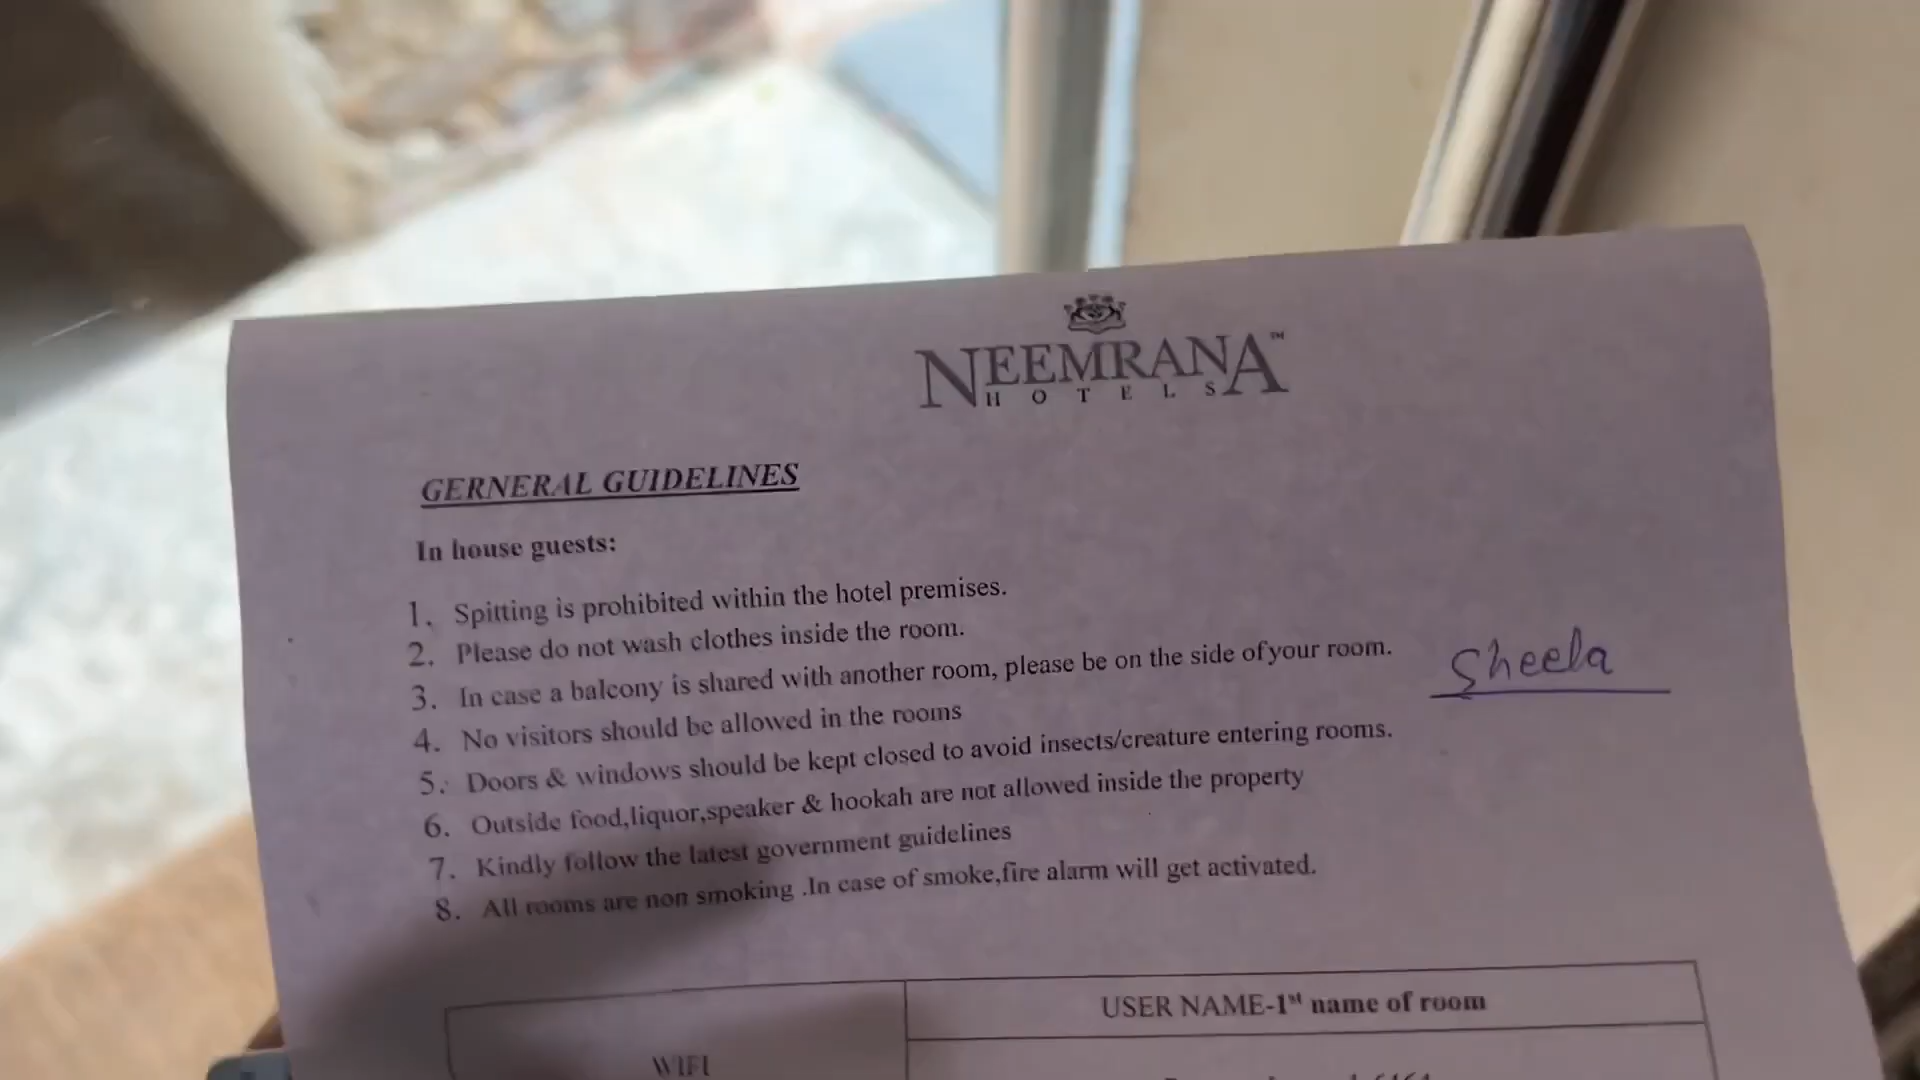 NEEMRANA™
HOTELS
GERNERAL GUIDELINES
In house guests:
1. Spitting is prohibited within the hotel premises.
2. Please do not wash clothes inside the room.
3. In case a balcony is shared with another room, please be on the side of your room.
Sheela
4. No visitors should be allowed in the rooms
5. Doors & windows should be kept closed to avoid insects/creature entering rooms.
6. Outside food,liquor,speaker & hookah are not allowed inside the property
7. Kindly follow the latest government guidelines
8. All rooms are non smoking .In case of smoke,fire alarm will get activated.
USER NAME-1st name of room
WIFI